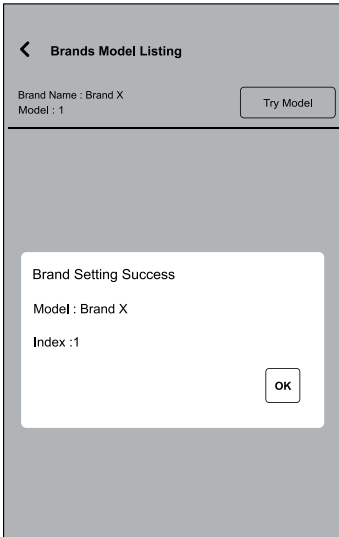 Brands Model Listing
Brand Name : Brand X
Model : 1
Try Model
Brand Setting Success
Model : Brand X
Index :1
OK